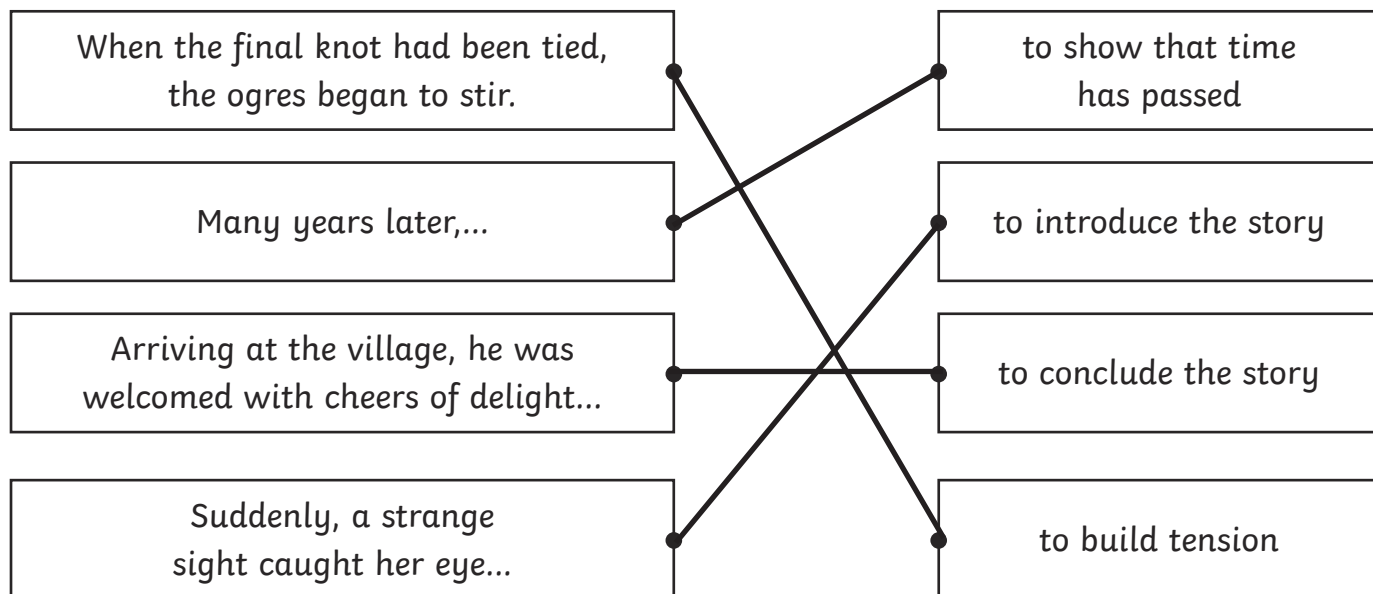 When the final knot had been tied,
the ogres began to stir.
to show that time
has passed
Many years later,...
to introduce the story
Arriving at the village, he was
welcomed with cheers of delight...
to conclude the story
Suddenly, a strange
sight caught her eye...
to build tension